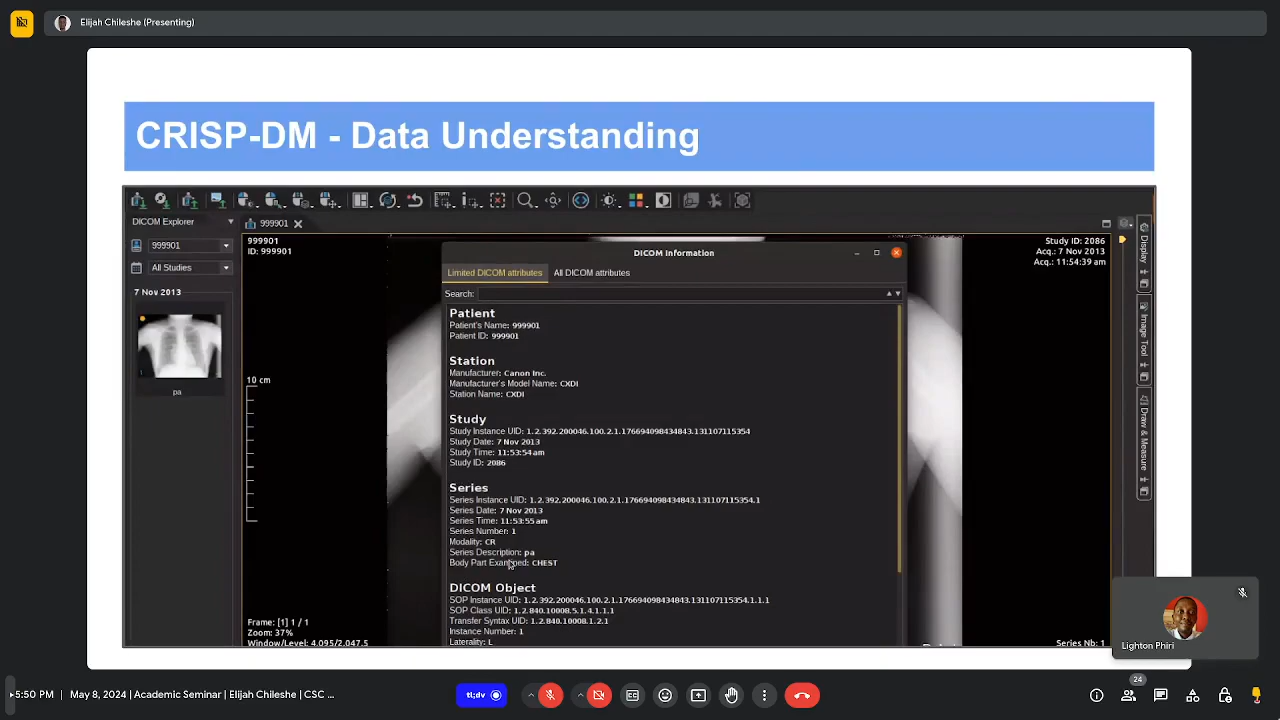 Elijah Chileshe (Presenting)
CRISP-DM - Data Understanding
DICOM Explorer
999901
999901
ID: 999901
999901
All Studies
7 Nov 2013
pa
10 cm
Study ID: 2086
Acq.: 7 Nov 2013
Acq.: 11:54:39 am
DICOM Information
Limited DICOM attributes
All DICOM attributes
Search:
Patient
Patient's Name: 999901
Patient ID: 999901
Station
Manufacturer: Canon Inc.
Manufacturer's Model Name: CXDI
Station Name: CXDI
Study
Study Instance UID: 1.2.392.200046.100.2.1.176694098434843.131107115354
Study Date: 7 Nov 2013
Study Time: 11:53:54 am
Study ID: 2086
Series
Series Instance UID: 1.2.392.200046.100.2.1.176694098434843.131107115354.1
Series Date: 7 Nov 2013
Series Time: 11:53:55 am
Series Number: 1
Modality: CR
Series Description: pa
Body Part Examined: CHEST
DICOM Object
SOP Instance UID: 1.2.392.200046.100.2.1.176694098434843.131107115354.1.1.1
SOP Class UID: 1.2.840.10008.5.1.4.1.1.1
Transfer Syntax UID: 1.2.840.10008.1.2.1
Instance Number: 1
Laterality: L
Display
Image Tool
Draw & Measure
Frame: [1] 1 / 1
Zoom: 37%
Window/Level: 4.095/2.047.5
Series Nb: 1
Lighton Phiri
5:50 PM | May 8, 2024 | Academic Seminar | Elijah Chileshe | CSC ...
tl;dv
24